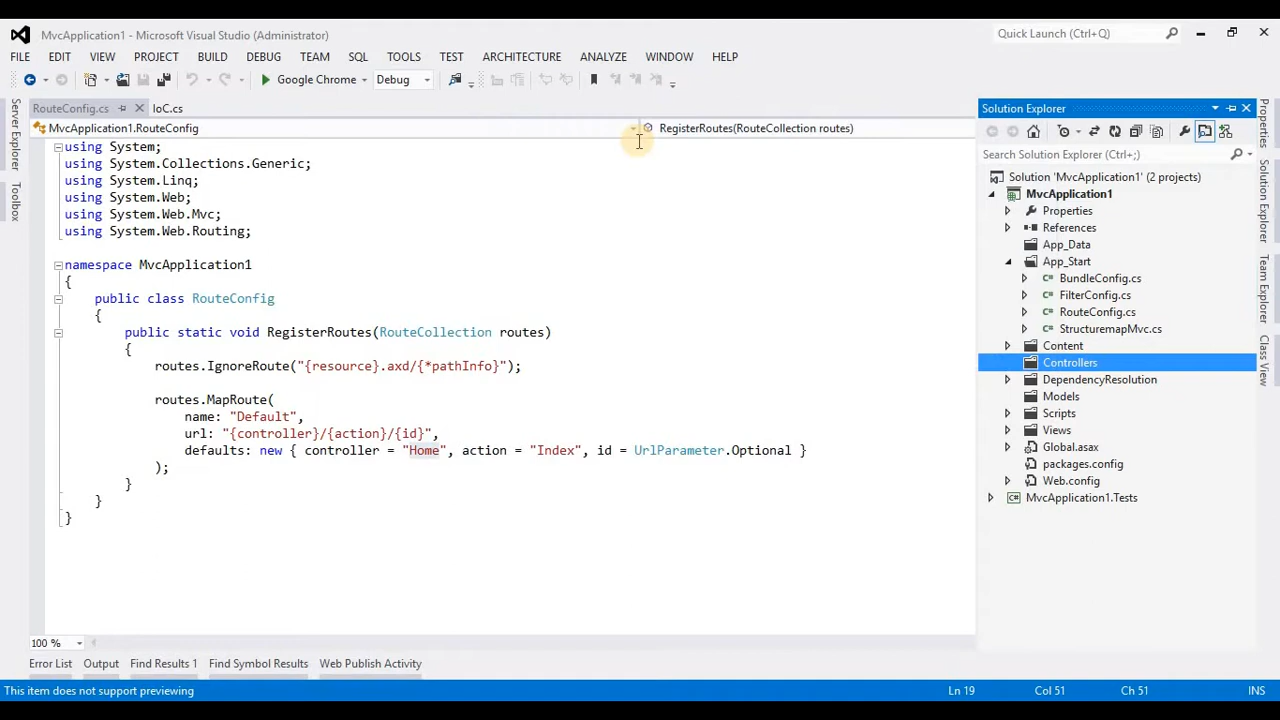 MvcApplication1 - Microsoft Visual Studio (Administrator)
Quick Launch (Ctrl+Q)
FILE EDIT VIEW PROJECT BUILD DEBUG TEAM SQL TOOLS TEST ARCHITECTURE ANALYZE WINDOW HELP
Google Chrome Debug
Server Explorer
Toolbox
RouteConfig.cs IoC.cs
MvcApplication1.RouteConfig
RegisterRoutes(RouteCollection routes)
using System;
using System.Collections.Generic;
using System.Linq;
using System.Web;
using System.Web.Mvc;
using System.Web.Routing;
namespace MvcApplication1
{
public class RouteConfig
{
public static void RegisterRoutes(RouteCollection routes)
{
routes.IgnoreRoute("{resource}.axd/{*pathInfo}");
routes.MapRoute(
name: "Default",
url: "{controller}/{action}/{id}",
defaults: new { controller = "Home", action = "Index", id = UrlParameter.Optional }
);
}
}
}
100 %
Solution Explorer
Search Solution Explorer (Ctrl+;)
Solution 'MvcApplication1' (2 projects)
MvcApplication1
Properties
References
App_Data
App_Start
BundleConfig.cs
FilterConfig.cs
RouteConfig.cs
StructuremapMvc.cs
Content
Controllers
DependencyResolution
Models
Scripts
Views
Global.asax
packages.config
Web.config
MvcApplication1.Tests
Properties
Solution Explorer
Team Explorer
Class View
Error List Output Find Results 1 Find Symbol Results Web Publish Activity
This item does not support previewing
Ln 19 Col 51 Ch 51 INS